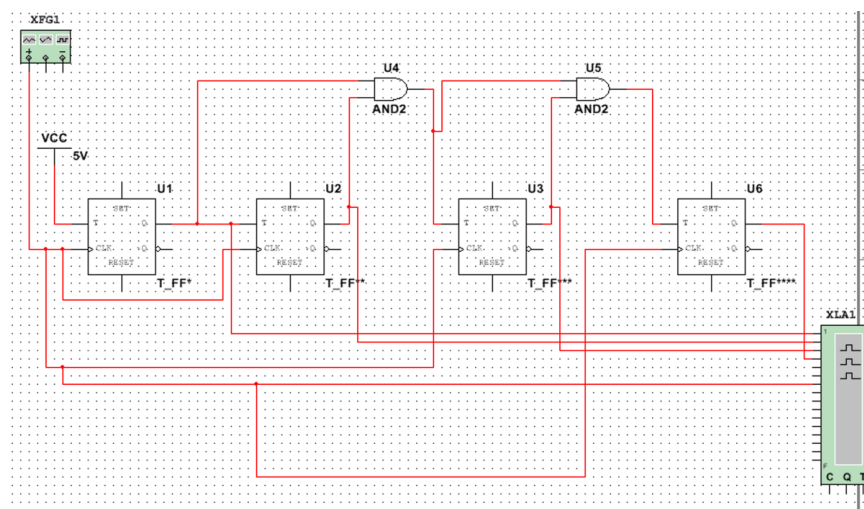 XFG1
U4
U5
AND2
AND2
VCC
5V
U1
U2
U3
U6
SET
SET
SET
SET
T Q
T Q
T Q
T Q
CLK ~Q
CLK ~Q
CLK ~Q
CLK ~Q
RESET
RESET
RESET
RESET
T_FF*
T_FF**
T_FF***
T_FF****
XLA1
1
F
C Q T